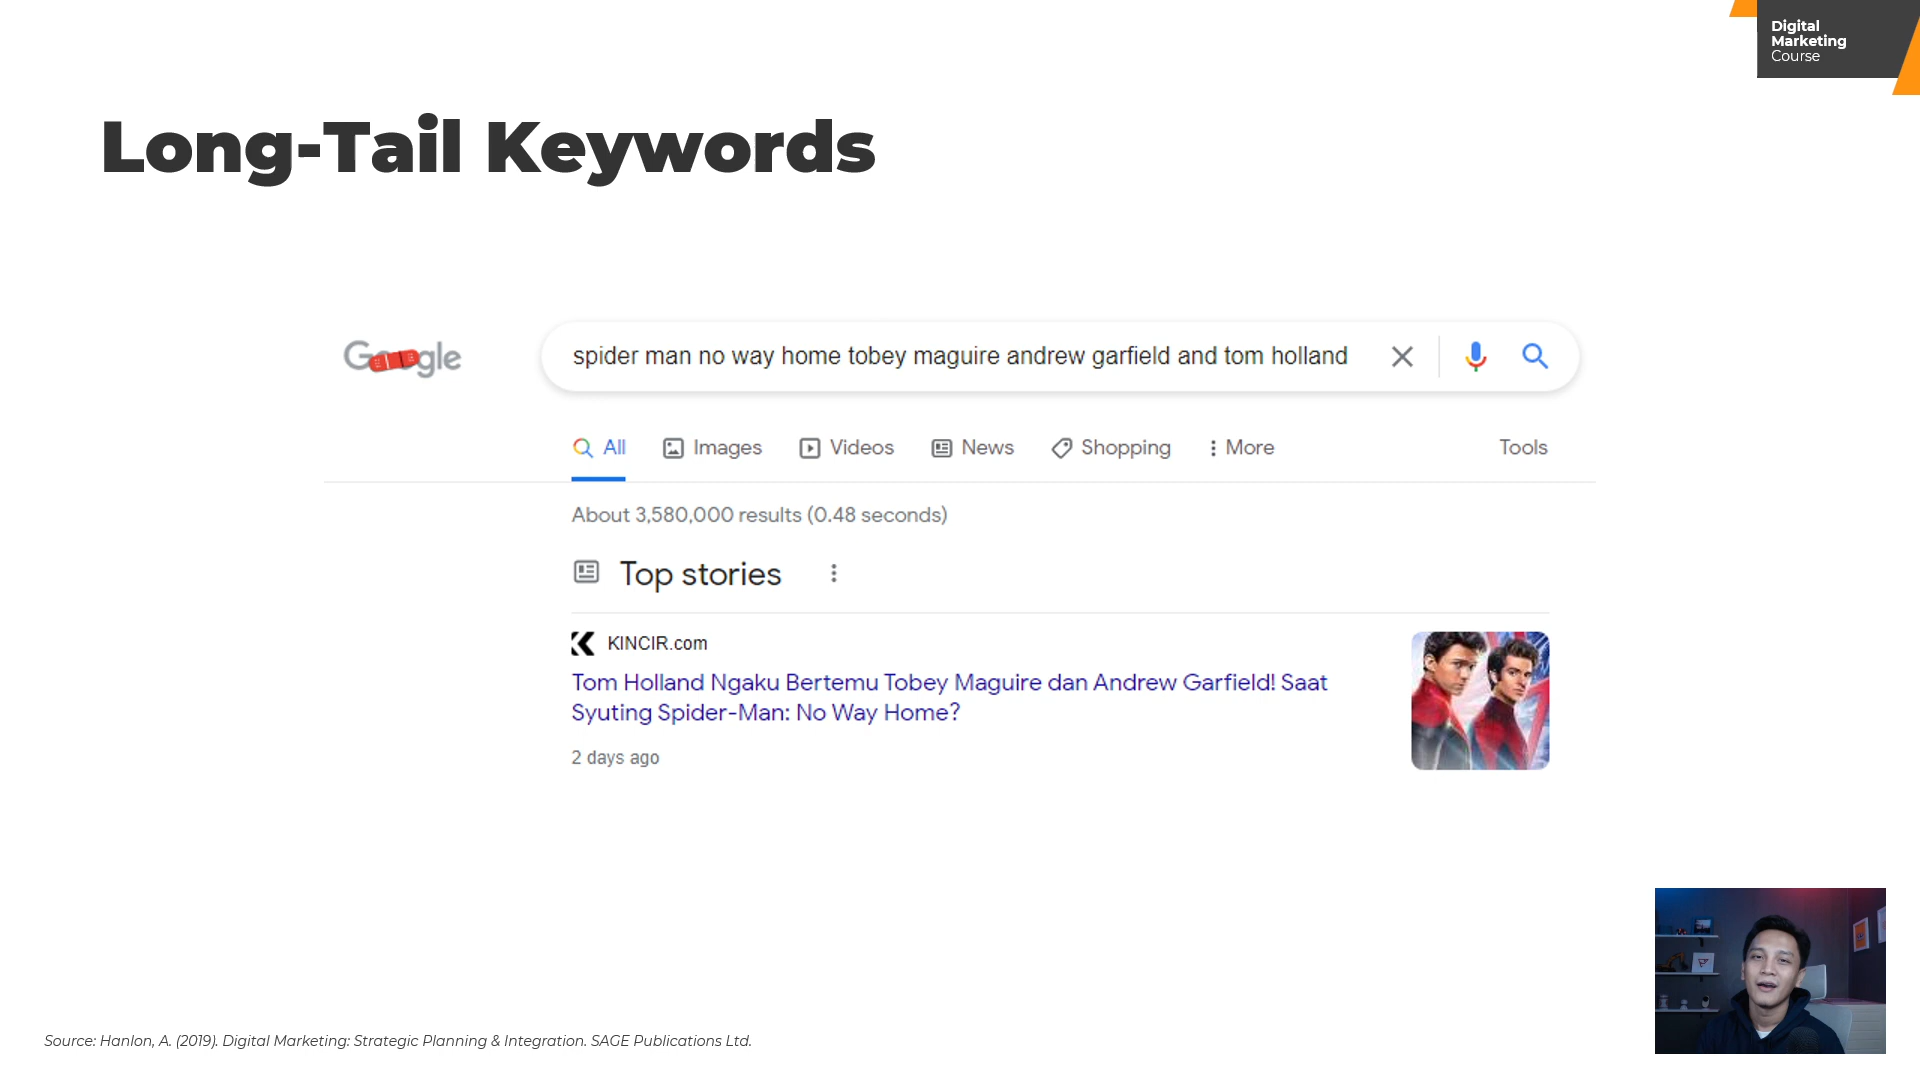 Digital
Marketing
Course
Long-Tail Keywords
Google
spider man no way home tobey maguire andrew garfield and tom holland
All Images Videos News Shopping More Tools
About 3,580,000 results (0.48 seconds)
Top stories
KINCIR.com
Tom Holland Ngaku Bertemu Tobey Maguire dan Andrew Garfield! Saat
Syuting Spider-Man: No Way Home?
2 days ago
Source: Hanlon, A. (2019). Digital Marketing: Strategic Planning & Integration. SAGE Publications Ltd.